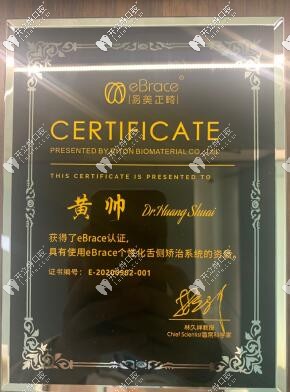 eBrace
易美正畸
CERTIFICATE
PRESENTED BY RITON BIOMATERIAL CO., LTD
THIS CERTIFICATE IS PRESENTED TO
黄帅 Dr.Huang Shuai
获得了eBrace认证,
具有使用eBrace个性化舌侧矫治系统的资质。
证书编号: E-20200902-001
林久祥教授
Chief Scientist首席科学家